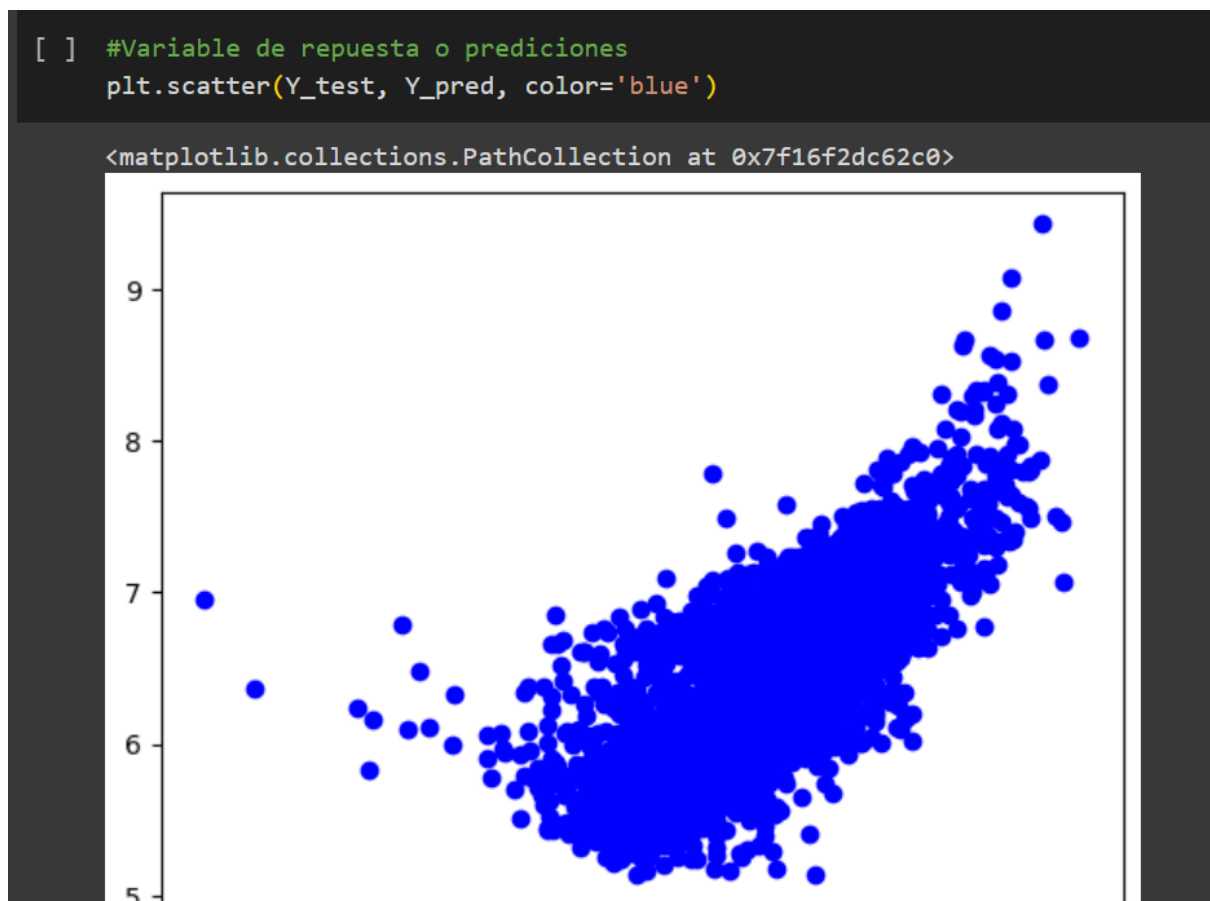 [ ] #Variable de repuesta o prediciones
plt.scatter(Y_test, Y_pred, color='blue')
<matplotlib.collections.PathCollection at 0x7f16f2dc62c0>
9
8
7
6
5